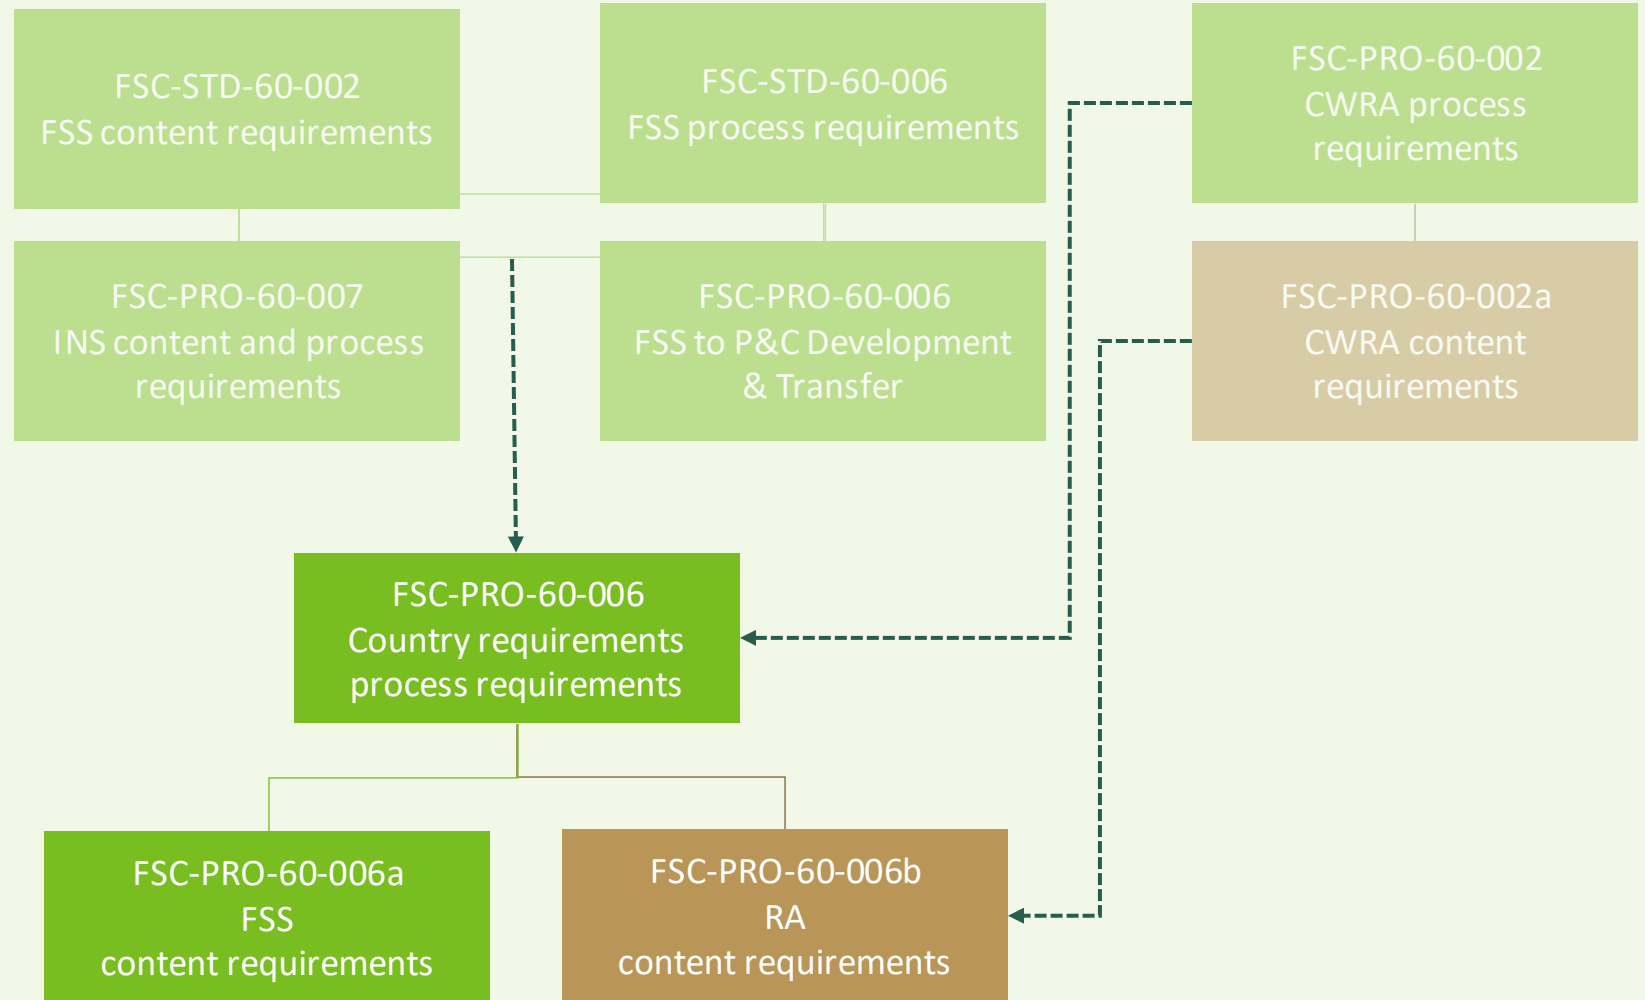 FSC-STD-60-002
FSS content requirements
FSC-STD-60-006
FSS process requirements
FSC-PRO-60-002
CWRA process
requirements
FSC-PRO-60-007
INS content and process
requirements
FSC-PRO-60-006
FSS to P&C Development
& Transfer
FSC-PRO-60-002a
CWRA content
requirements
FSC-PRO-60-006
Country requirements
process requirements
FSC-PRO-60-006a
FSS
content requirements
FSC-PRO-60-006b
RA
content requirements